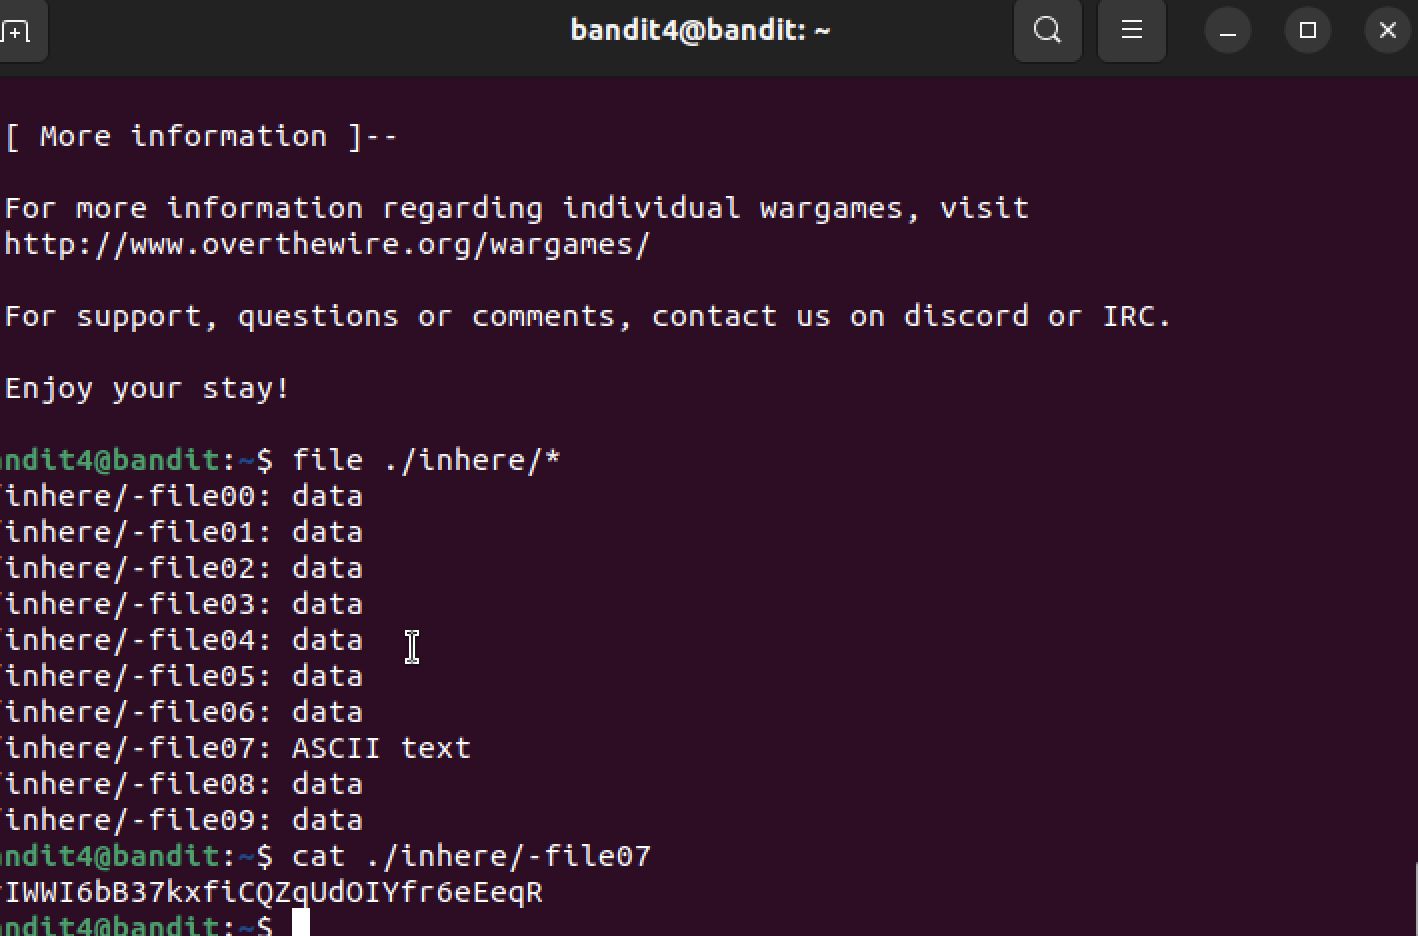 bandit4@bandit: ~
[ More information ]--
For more information regarding individual wargames, visit
http://www.overthewire.org/wargames/
For support, questions or comments, contact us on discord or IRC.
Enjoy your stay!
andit4@bandit:~$ file ./inhere/*
/inhere/-file00: data
/inhere/-file01: data
/inhere/-file02: data
/inhere/-file03: data
/inhere/-file04: data
/inhere/-file05: data
/inhere/-file06: data
/inhere/-file07: ASCII text
/inhere/-file08: data
/inhere/-file09: data
andit4@bandit:~$ cat ./inhere/-file07
IWWI6bB37kxfiCQZqUdOIYfr6eEeqR
andit4@bandit:~$